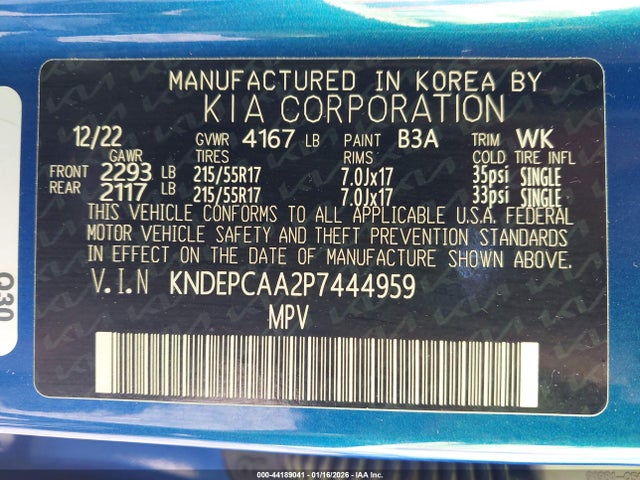 MANUFACTURED IN KOREA BY
KIA CORPORATION
12/22 GVWR 4167 LB PAINT B3A TRIM WK
GAWR TIRES RIMS COLD TIRE INFL
FRONT 2293 LB 215/55R17 7.0Jx17 35psi SINGLE
REAR 2117 LB 215/55R17 7.0Jx17 33psi SINGLE
THIS VEHICLE CONFORMS TO ALL APPLICABLE U.S.A. FEDERAL
MOTOR VEHICLE SAFETY AND THEFT PREVENTION STANDARDS
IN EFFECT ON THE DATE OF MANUFACTURE SHOWN ABOVE.
V.I.N KNDEPCAA2P7444959
MPV
Q30
000-44189041 - 01/16/2026 - IAA Inc.